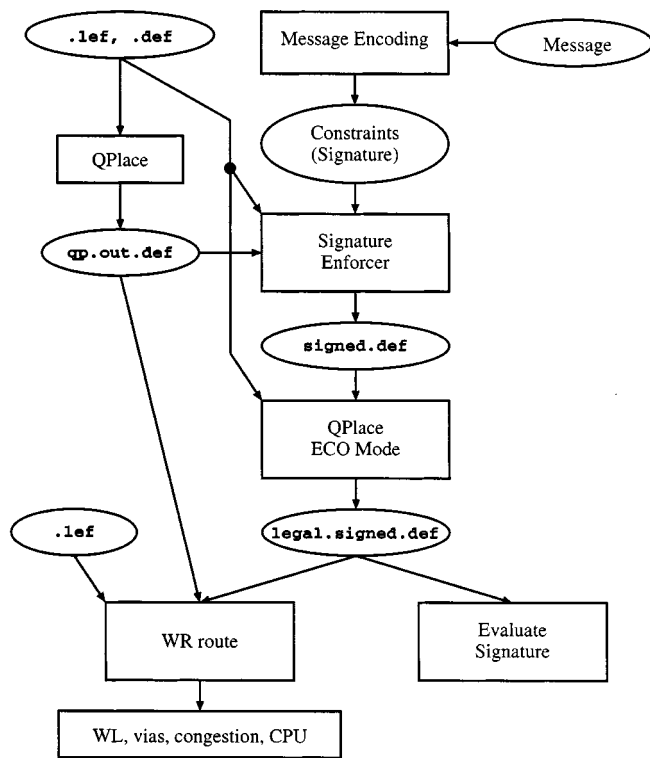 .lef, .def
Message Encoding
Message
Constraints
(Signature)
QPlace
Signature
Enforcer
qp.out.def
signed.def
QPlace
ECO Mode
.lef
legal.signed.def
WR route
Evaluate
Signature
WL, vias, congestion, CPU